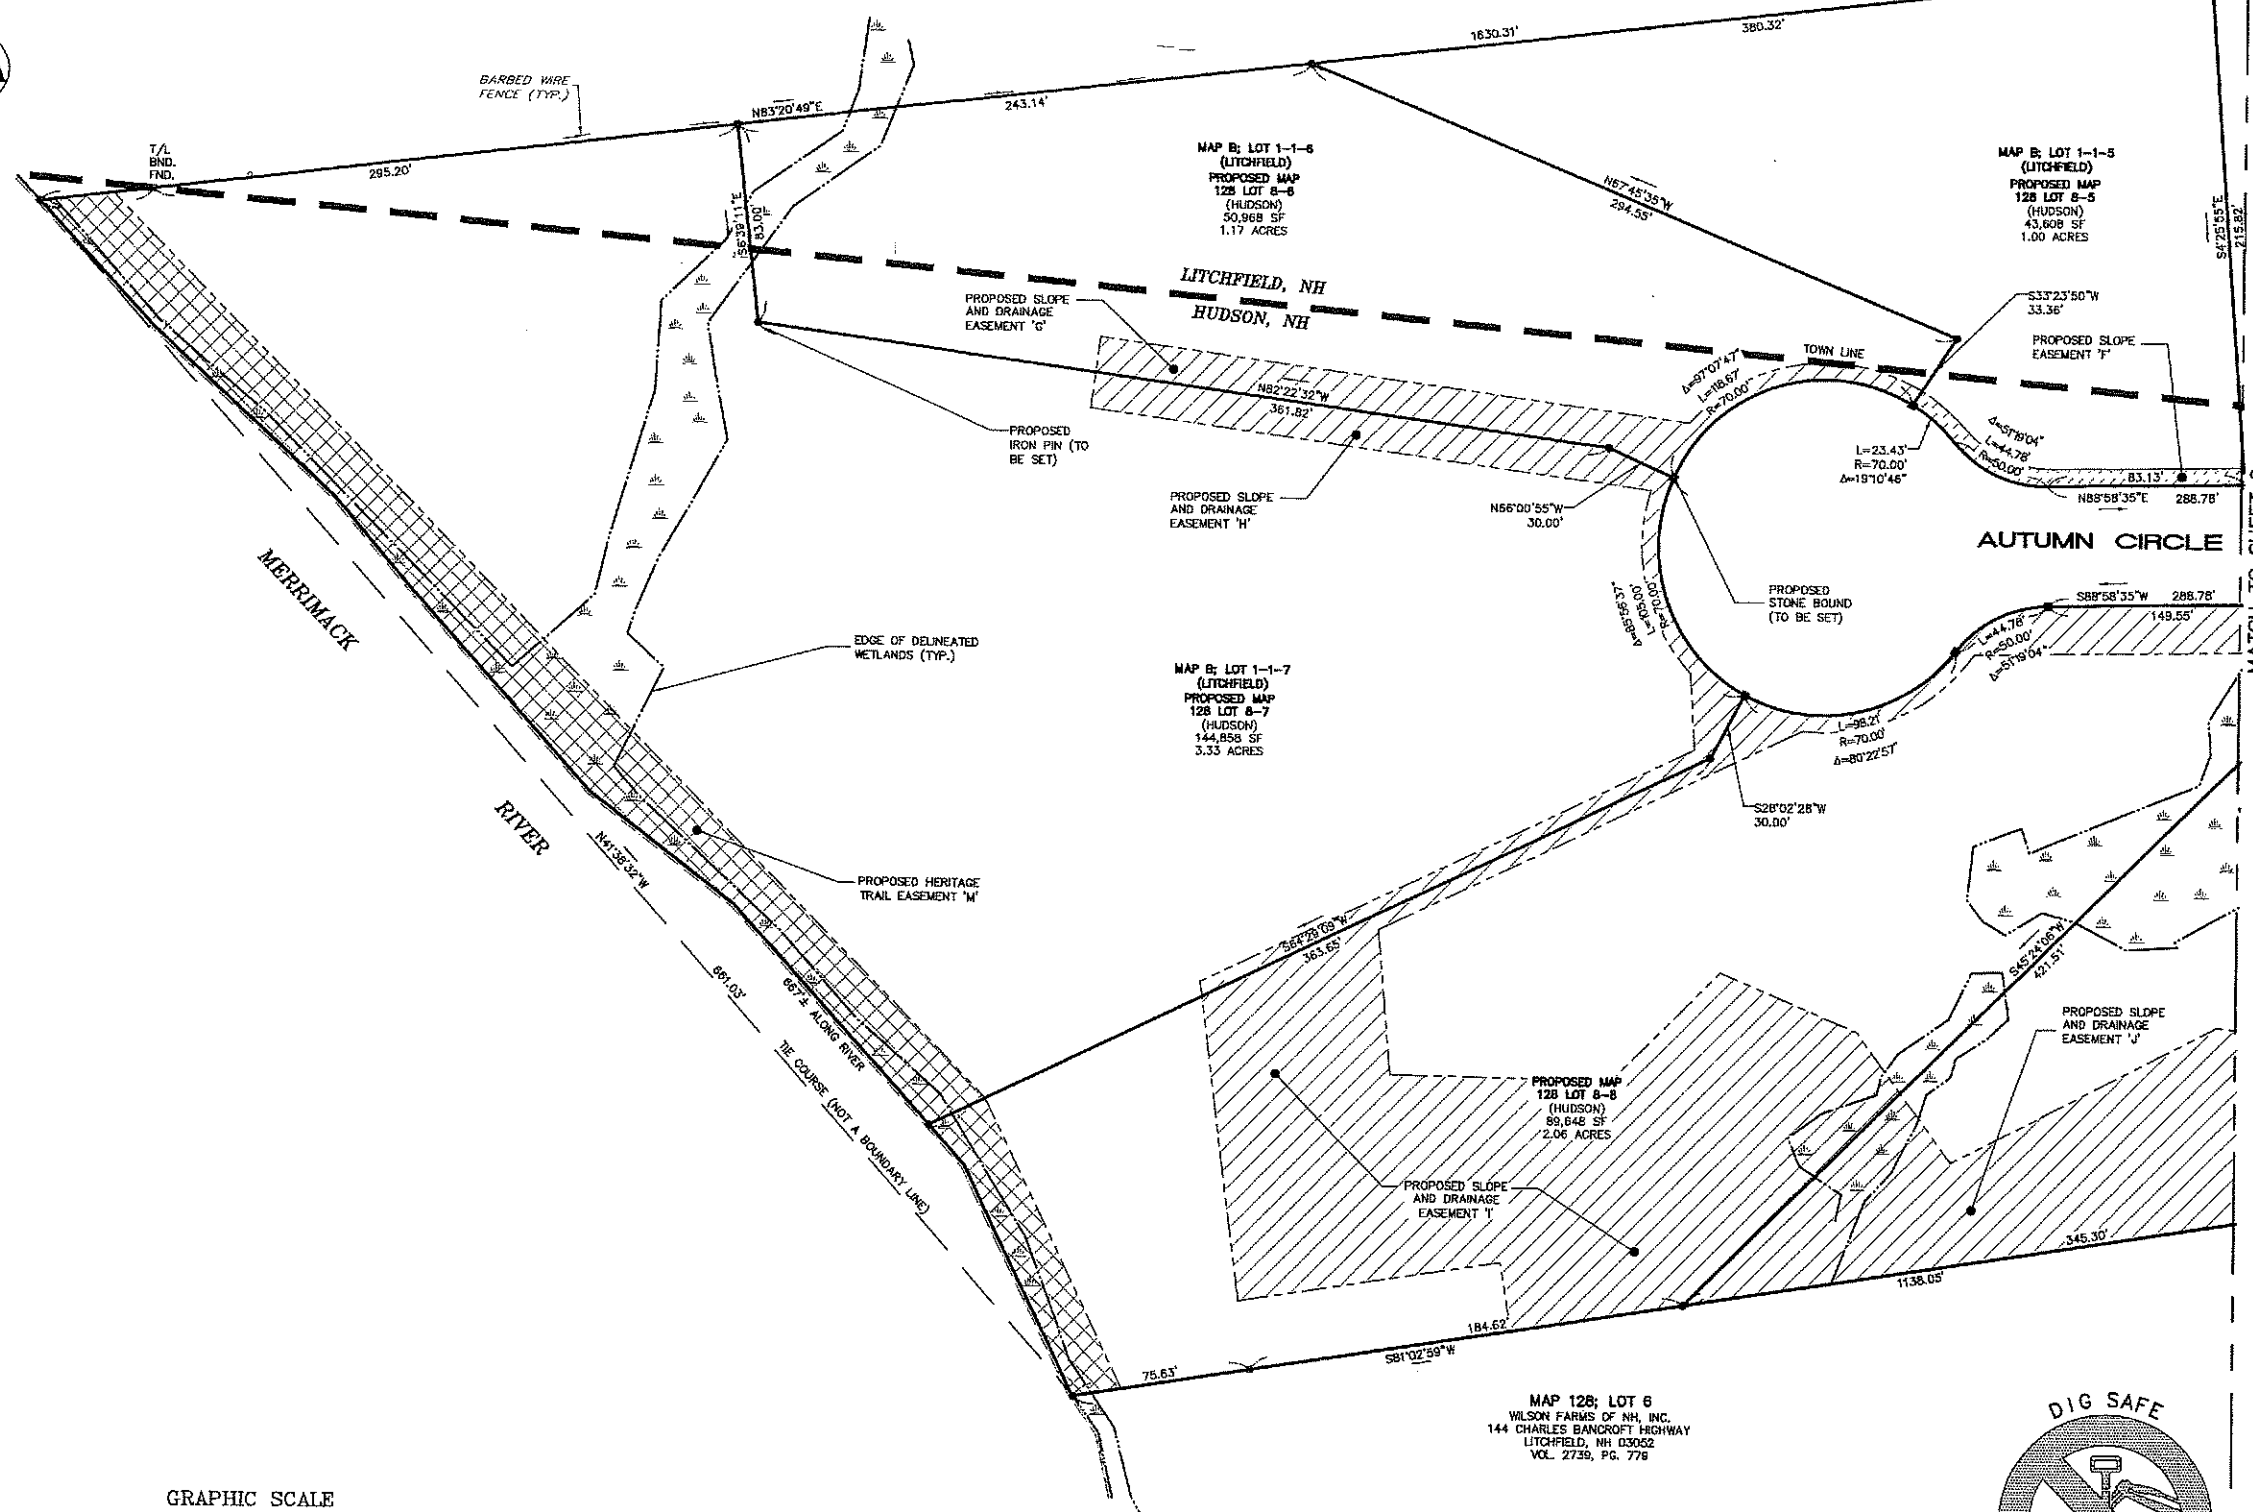 1630.31'
380.32'
BARBED WIRE
FENCE (TYP.)
N83°20'49"E
243.14'
T/L
BND.
FND.
295.20'
S6°39'11"E
83.00'
MAP B; LOT 1-1-6
(LITCHFIELD)
PROPOSED MAP
128 LOT 8-6
(HUDSON)
50,968 SF
1.17 ACRES
N67°45'35"W
294.55'
MAP B; LOT 1-1-5
(LITCHFIELD)
PROPOSED MAP
128 LOT 8-5
(HUDSON)
43,608 SF
1.00 ACRES
S4°25'55"E
215.82'
LITCHFIELD, NH
HUDSON, NH
PROPOSED SLOPE
AND DRAINAGE
EASEMENT 'G'
S33°23'50"W
33.36'
PROPOSED SLOPE
EASEMENT 'F'
TOWN LINE
Δ=97°07'47"
L=118.67'
R=70.00'
N82°22'32"W
361.82'
PROPOSED
IRON PIN (TO
BE SET)
L=23.43'
R=70.00'
Δ=19°10'46"
Δ=51°19'04"
L=44.78'
R=50.00'
83.13'
N88°58'35"E 288.78'
PROPOSED SLOPE
AND DRAINAGE
EASEMENT 'H'
N56°00'55"W
30.00'
AUTUMN CIRCLE
MERRIMACK
RIVER
Δ=85°56'37"
L=105.00'
R=70.00'
PROPOSED
STONE BOUND
(TO BE SET)
S88°58'35"W 288.78'
149.55'
L=44.78'
R=50.00'
Δ=51°19'04"
EDGE OF DELINEATED
WETLANDS (TYP.)
MAP B; LOT 1-1-7
(LITCHFIELD)
PROPOSED MAP
128 LOT 8-7
(HUDSON)
144,858 SF
3.33 ACRES
L=98.21'
R=70.00'
Δ=80°22'57"
S28°02'28"W
30.00'
N41°38'32"W
661.03'
PROPOSED HERITAGE
TRAIL EASEMENT 'M'
S64°29'09"W
363.65'
667'± ALONG RIVER
TIE COURSE (NOT A BOUNDARY LINE)
S45°24'06"W
421.51'
PROPOSED SLOPE
AND DRAINAGE
EASEMENT 'J'
PROPOSED MAP
128 LOT 8-8
(HUDSON)
89,648 SF
2.06 ACRES
PROPOSED SLOPE
AND DRAINAGE
EASEMENT 'I'
345.30'
1138.05'
184.62'
S81°02'59"W
75.63'
MAP 128; LOT 6
WILSON FARMS OF NH, INC.
144 CHARLES BANCROFT HIGHWAY
LITCHFIELD, NH 03052
VOL. 2739, PG. 779
DIG SAFE
GRAPHIC SCALE